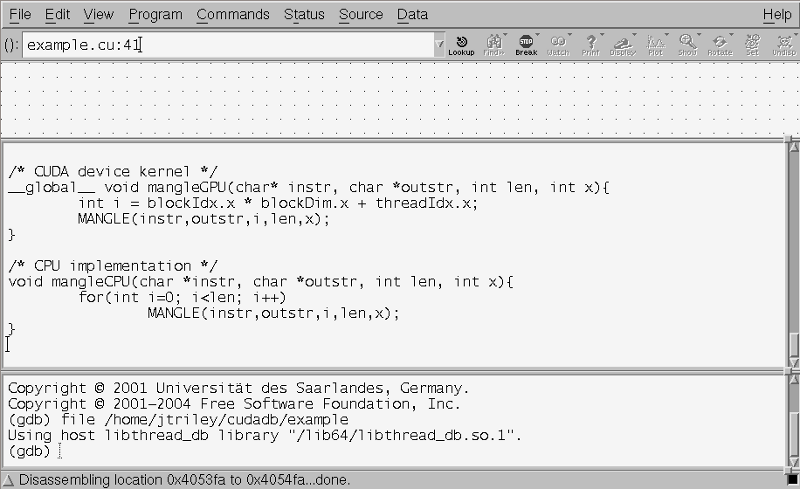 File Edit View Program Commands Status Source Data Help
(): example.cu:41 Lookup Find» Break Watch Print Display Plot Show Rotate Set Undisp
/* CUDA device kernel */
__global__ void mangleGPU(char* instr, char *outstr, int len, int x){
int i = blockIdx.x * blockDim.x + threadIdx.x;
MANGLE(instr,outstr,i,len,x);
}
/* CPU implementation */
void mangleCPU(char *instr, char *outstr, int len, int x){
for(int i=0; i<len; i++)
MANGLE(instr,outstr,i,len,x);
}
Copyright © 2001 Universität des Saarlandes, Germany.
Copyright © 2001-2004 Free Software Foundation, Inc.
(gdb) file /home/jtriley/cudadb/example
Using host libthread_db library "/lib64/libthread_db.so.1".
(gdb)
Disassembling location 0x4053fa to 0x4054fa...done.